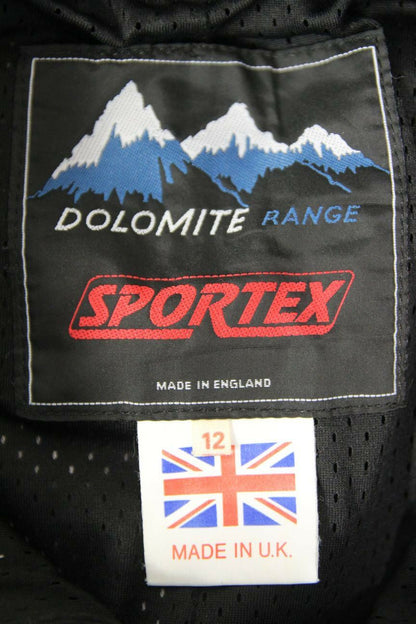 DOLOMITE RANGE
SPORTEX
MADE IN ENGLAND
12
MADE IN U.K.